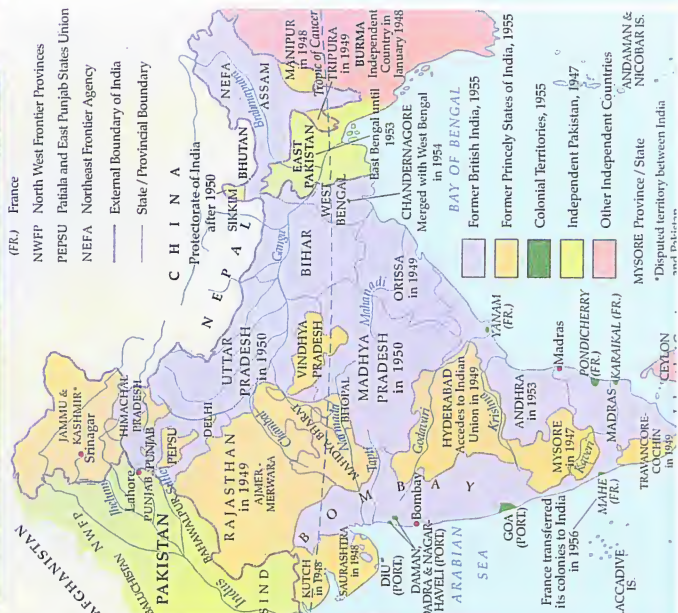 (FR.) France
NWFP North West Frontier Provinces
PEPSU Patiala and East Punjab States Union
NEFA Northeast Frontier Agency
External Boundary of India
State / Provincial Boundary
AFGHANISTAN
NWFP
BALUCHISTAN
PAKISTAN
SIND
Indus
BAHAWALPUR
Sutlej
Jhelum
Lahore
PUNJAB
PUNJAB
JAMMU &
KASHMIR*
Srinagar
HIMACHAL
PRADESH
PEPSU
DELHI
CHINA
Protectorate of India
after 1950
SIKKIM
BHUTAN
NEPAL
NEFA
ASSAM
Brahmaputra
MANIPUR
in 1948
Tropic of Cancer
TRIPURA
in 1949
BURMA
Independent
Country in
January 1948
EAST
PAKISTAN
East Bengal until
1953
WEST
BENGAL
CHANDERNAGORE
Merged with West Bengal
in 1954
BAY OF BENGAL
RAJASTHAN
in 1949
AJMER-
MERWARA
UTTAR
PRADESH
in 1950
Ganga
BIHAR
VINDHYA
PRADESH
Chambal
MADHYA BHARAT
Narmada
BHOPAL
MADHYA
PRADESH
in 1950
Mahanadi
ORISSA
in 1949
KUTCH
in 1948
SAURASHTRA
in 1948
Tapti
BOMBAY
Bombay
DIU
(PORT)
DAMAN,
DADRA & NAGAR-
HAVELI (PORT)
ARABIAN
SEA
Godavari
HYDERABAD
Accedes to Indian
Union in 1949
Krishna
YANAM
(FR.)
ANDHRA
in 1953
GOA
(PORT)
MYSORE
in 1947
Kaveri
Madras
PONDICHERRY
(FR.)
KARAIKAL (FR.)
MADRAS
MAHE
(FR.)
France transferred
its colonies to India
in 1956
ACCADIVE
IS.
TRAVANCORE-
COCHIN
in 1949
CEYLON
ANDAMAN &
NICOBAR IS.
Former British India, 1955
Former Princely States of India, 1955
Colonial Territories, 1955
Independent Pakistan, 1947
Other Independent Countries
MYSORE Province / State
*Disputed territory between India
and Pakistan